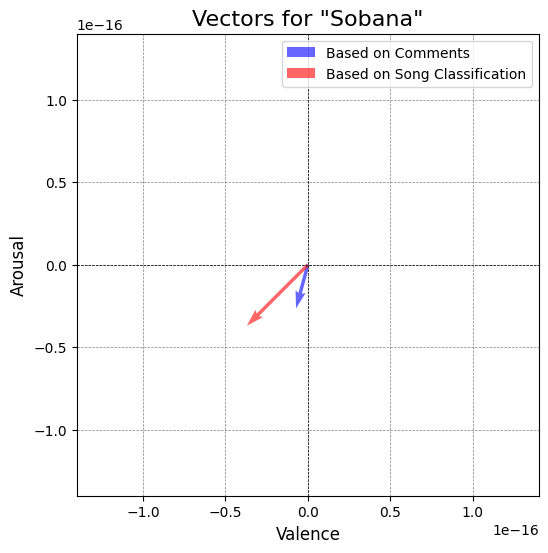 Vectors for "Sobana"
1e−16
Based on Comments
Based on Song Classification
1.0
0.5
0.0
−0.5
−1.0
Arousal
−1.0 −0.5 0.0 0.5 1.0
1e−16
Valence